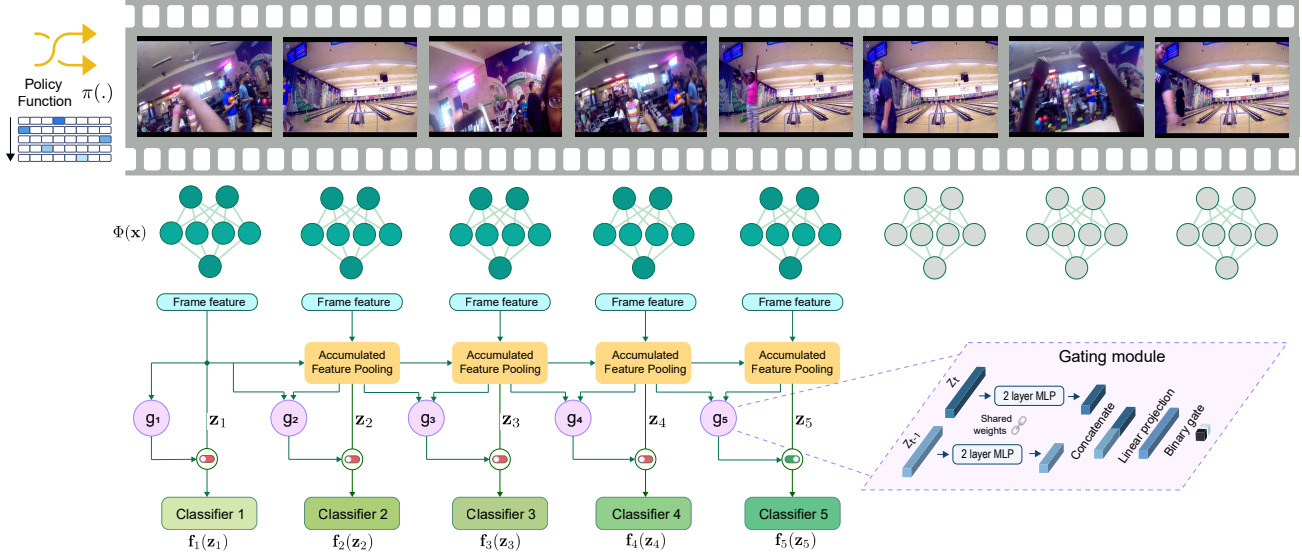 Policy
Function π(.)
Φ(x)
Frame feature
Frame feature
Frame feature
Frame feature
Frame feature
Accumulated
Feature Pooling
Accumulated
Feature Pooling
Accumulated
Feature Pooling
Accumulated
Feature Pooling
g₁
z₁
g₂
z₂
g₃
z₃
g₄
z₄
g₅
z₅
Classifier 1
Classifier 2
Classifier 3
Classifier 4
Classifier 5
f₁(z₁)
f₂(z₂)
f₃(z₃)
f₄(z₄)
f₅(z₅)
Gating module
Zt
2 layer MLP
Shared
weights
Zt-1
2 layer MLP
Concatenate
Linear projection
Binary gate